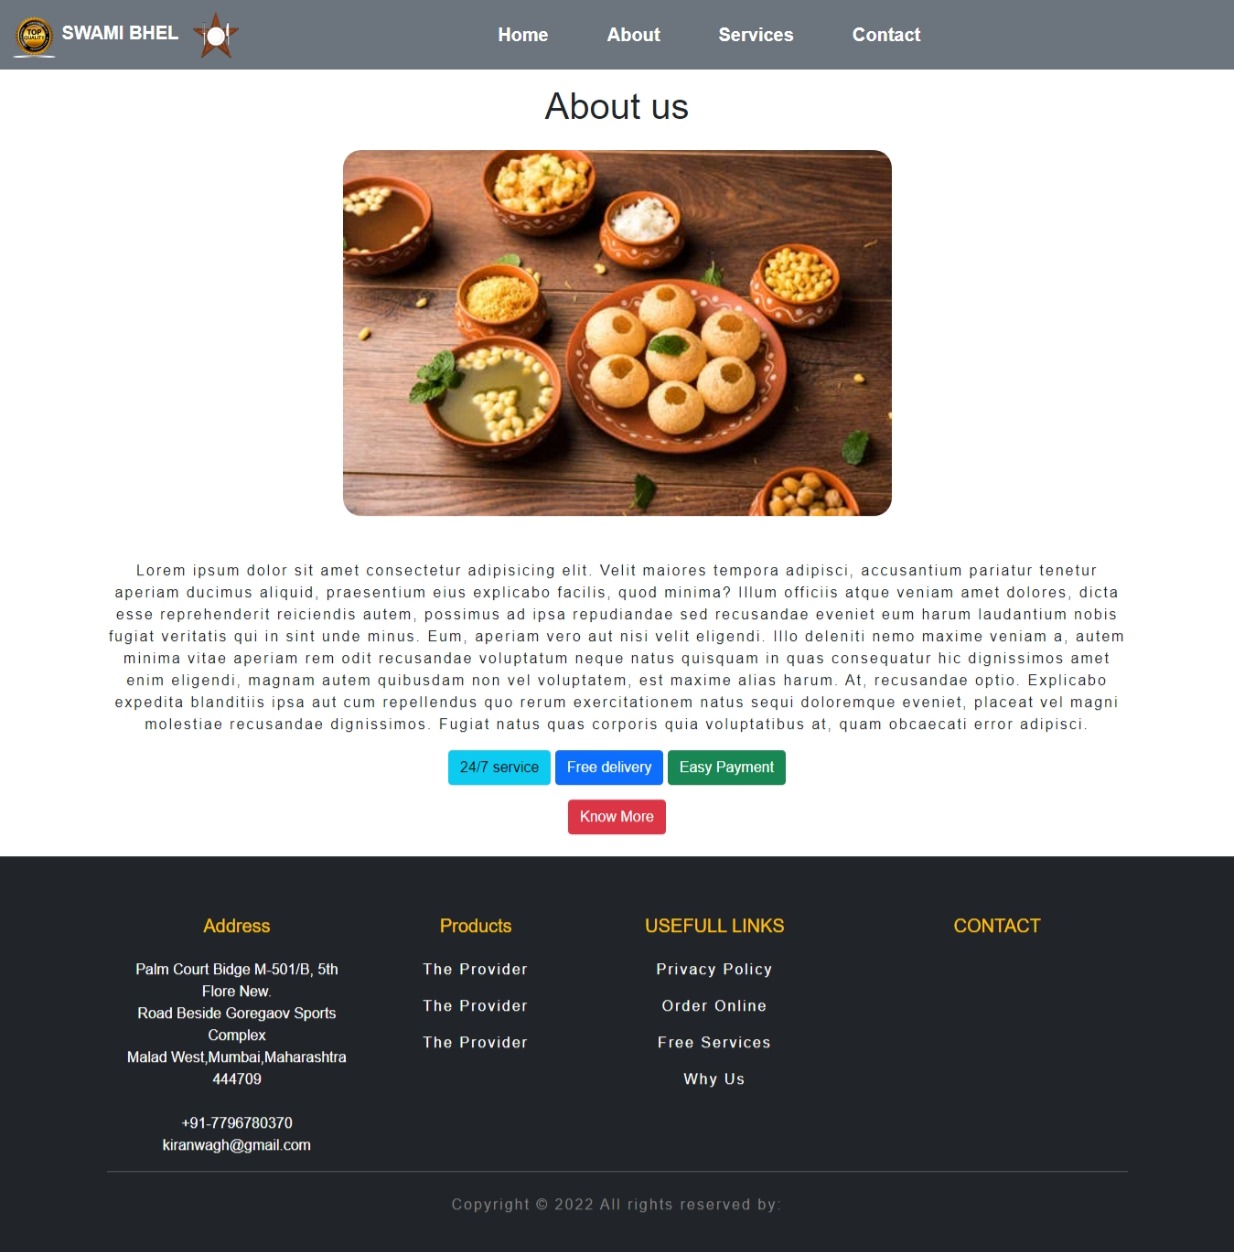 TOP
QUALITY
SWAMI BHEL
Home
About
Services
Contact
About us
Lorem ipsum dolor sit amet consectetur adipisicing elit. Velit maiores tempora adipisci, accusantium pariatur tenetur
aperiam ducimus aliquid, praesentium eius explicabo facilis, quod minima? Illum officiis atque veniam amet dolores, dicta
esse reprehenderit reiciendis autem, possimus ad ipsa repudiandae sed recusandae eveniet eum harum laudantium nobis
fugiat veritatis qui in sint unde minus. Eum, aperiam vero aut nisi velit eligendi. Illo deleniti nemo maxime veniam a, autem
minima vitae aperiam rem odit recusandae voluptatum neque natus quisquam in quas consequatur hic dignissimos amet
enim eligendi, magnam autem quibusdam non vel voluptatem, est maxime alias harum. At, recusandae optio. Explicabo
expedita blanditiis ipsa aut cum repellendus quo rerum exercitationem natus sequi doloremque eveniet, placeat vel magni
molestiae recusandae dignissimos. Fugiat natus quas corporis quia voluptatibus at, quam obcaecati error adipisci.
24/7 service
Free delivery
Easy Payment
Know More
Address
Palm Court Bidge M-501/B, 5th
Flore New.
Road Beside Goregaov Sports
Complex
Malad West,Mumbai,Maharashtra
444709
+91-7796780370
kiranwagh@gmail.com
Products
The Provider
The Provider
The Provider
USEFULL LINKS
Privacy Policy
Order Online
Free Services
Why Us
CONTACT
Copyright © 2022 All rights reserved by: